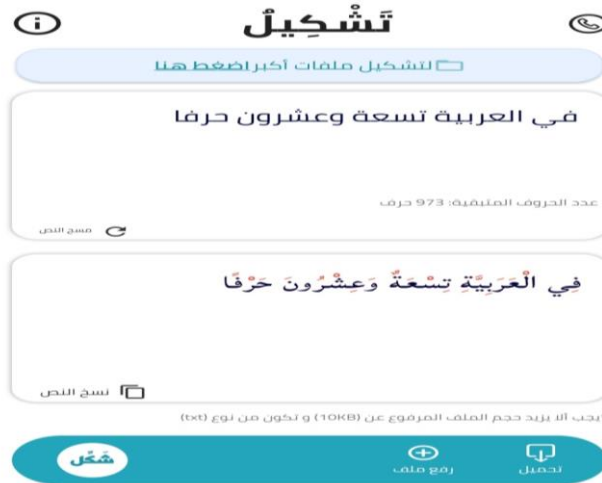 تَشْكِيلٌ
لتشكيل ملفات أكبر اضغط هنا
في العربية تسعة وعشرون حرفا
عدد الحروف المتبقية: 973 حرف
مسح النص
فِي الْعَرَبِيَّةِ تِسْعَةٌ وَعِشْرُونَ حَرْفًا
نسخ النص
يجب ألا يزيد حجم الملف المرفوع عن (10KB) و تكون من نوع (txt)
تحميل
رفع ملف
شَكِّل